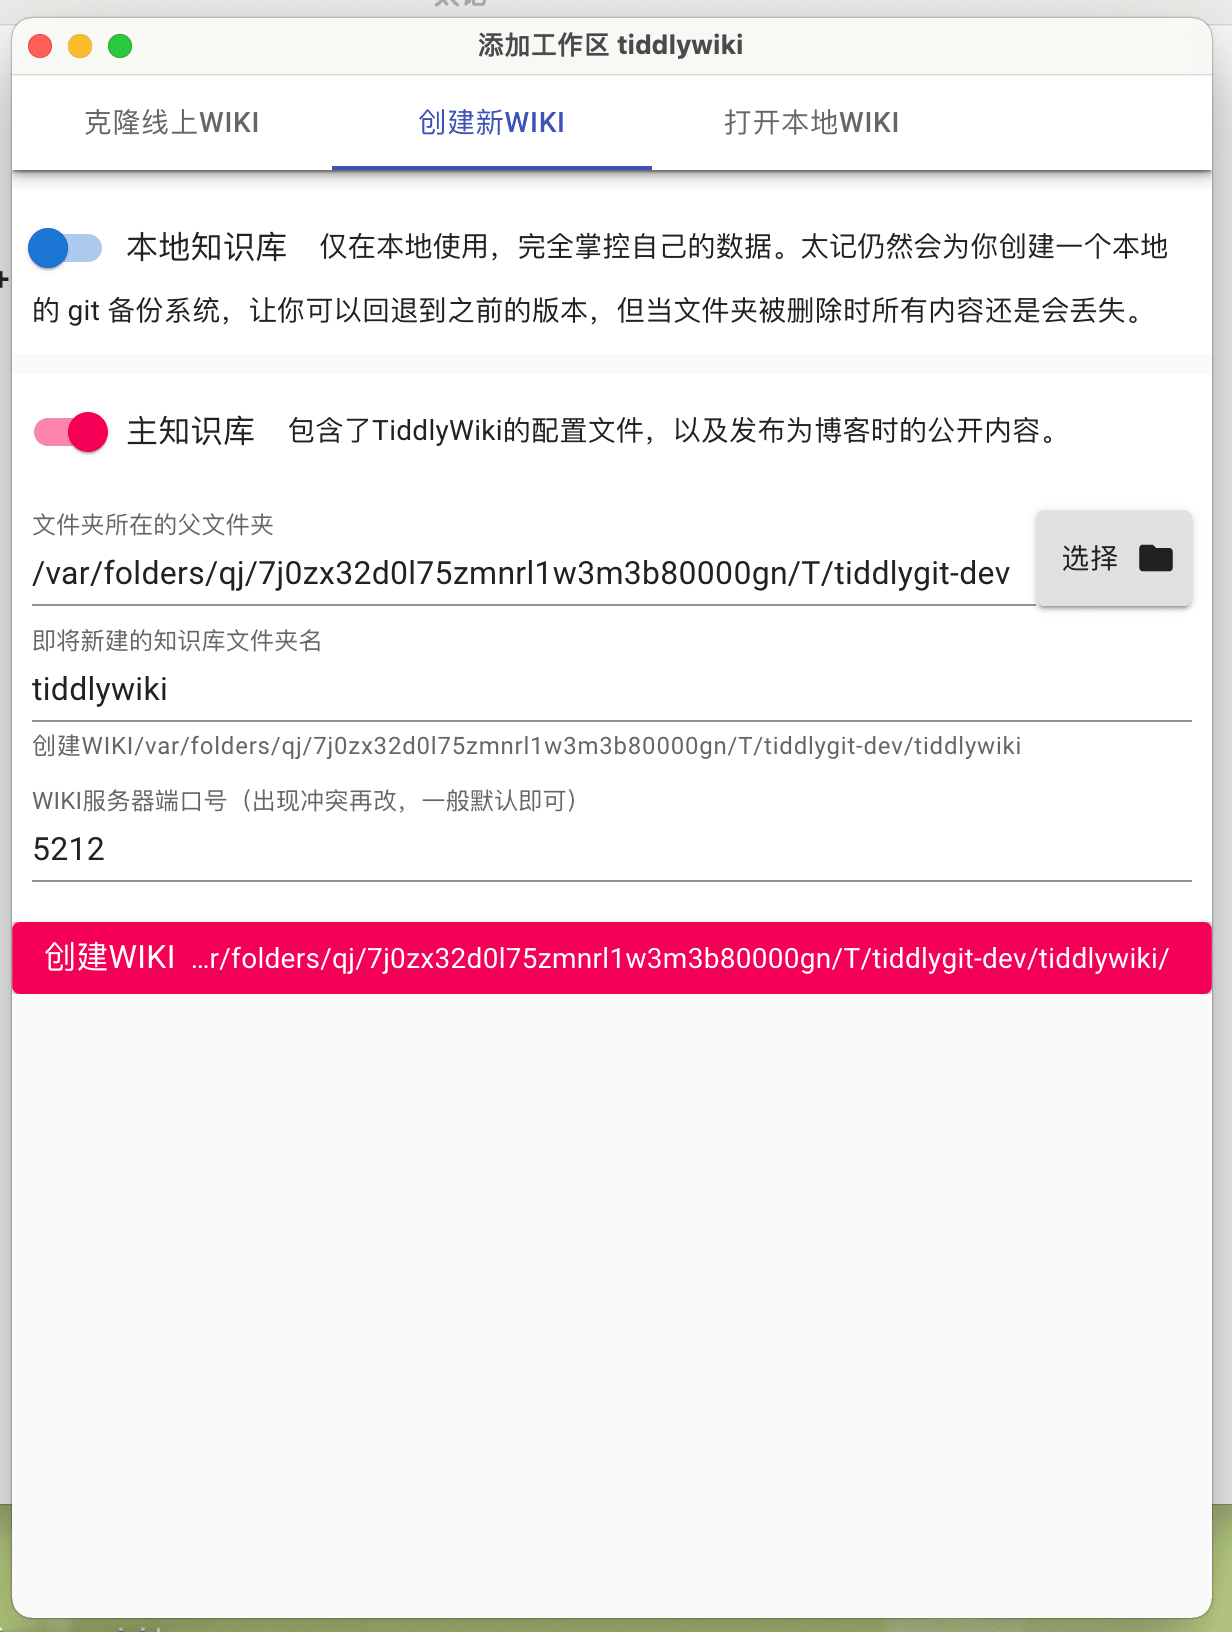 添加工作区 tiddlywiki
克隆线上WIKI
创建新WIKI
打开本地WIKI
本地知识库 仅在本地使用，完全掌控自己的数据。太记仍然会为你创建一个本地
的 git 备份系统，让你可以回退到之前的版本，但当文件夹被删除时所有内容还是会丢失。
主知识库 包含了TiddlyWiki的配置文件，以及发布为博客时的公开内容。
文件夹所在的父文件夹
/var/folders/qj/7j0zx32d0l75zmnrl1w3m3b80000gn/T/tiddlygit-dev
选择
即将新建的知识库文件夹名
tiddlywiki
创建WIKI/var/folders/qj/7j0zx32d0l75zmnrl1w3m3b80000gn/T/tiddlygit-dev/tiddlywiki
WIKI服务器端口号（出现冲突再改，一般默认即可）
5212
创建WIKI …r/folders/qj/7j0zx32d0l75zmnrl1w3m3b80000gn/T/tiddlygit-dev/tiddlywiki/